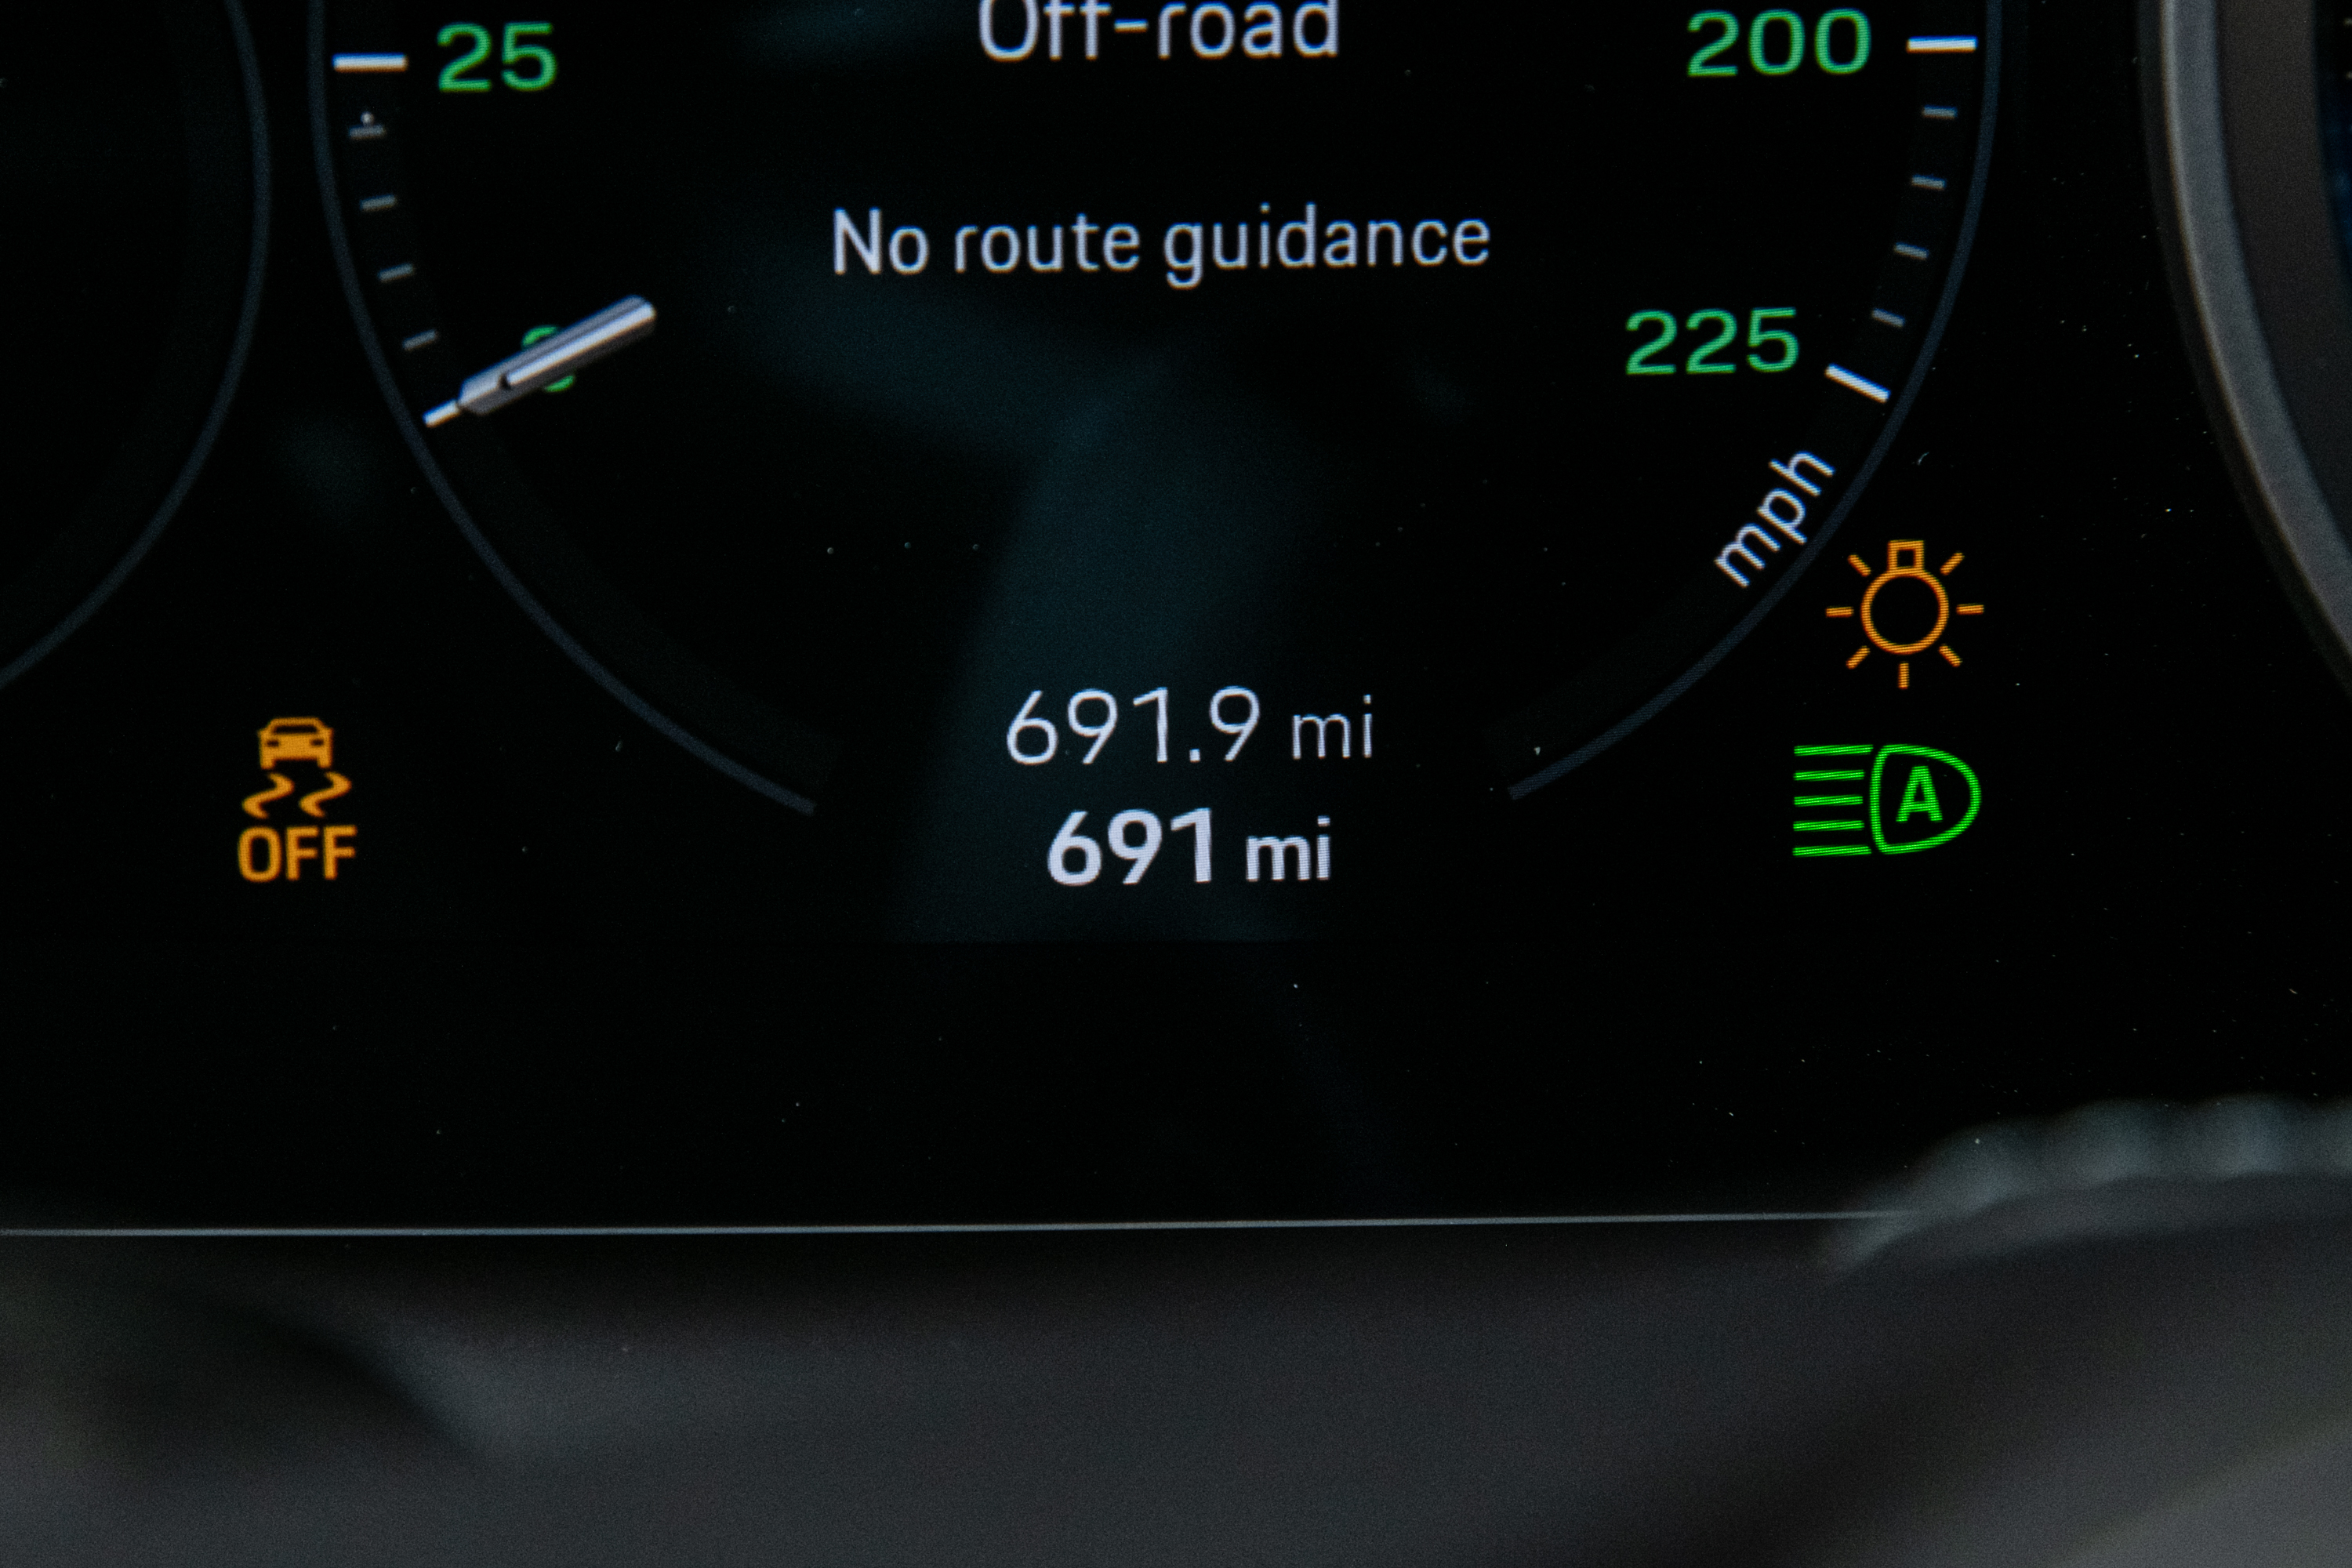 Off-road
25
200
No route guidance
225
mph
691.9 mi
691 mi
OFF
A